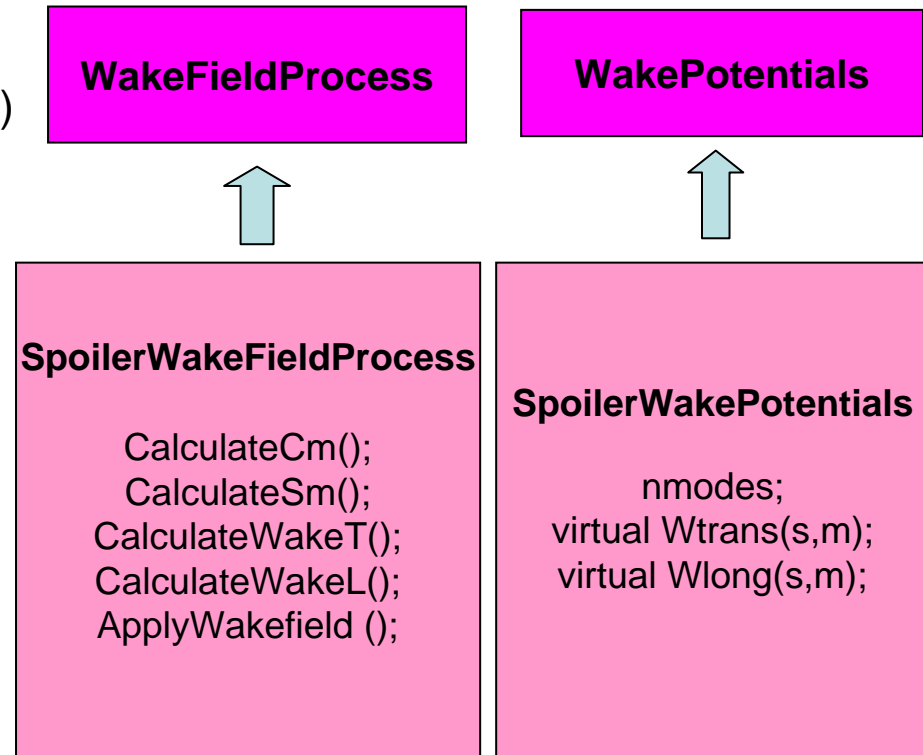 )
WakeFieldProcess
WakePotentials
SpoilerWakeFieldProcess
CalculateCm();
CalculateSm();
CalculateWakeT();
CalculateWakeL();
ApplyWakefield ();
SpoilerWakePotentials
nmodes;
virtual Wtrans(s,m);
virtual Wlong(s,m);